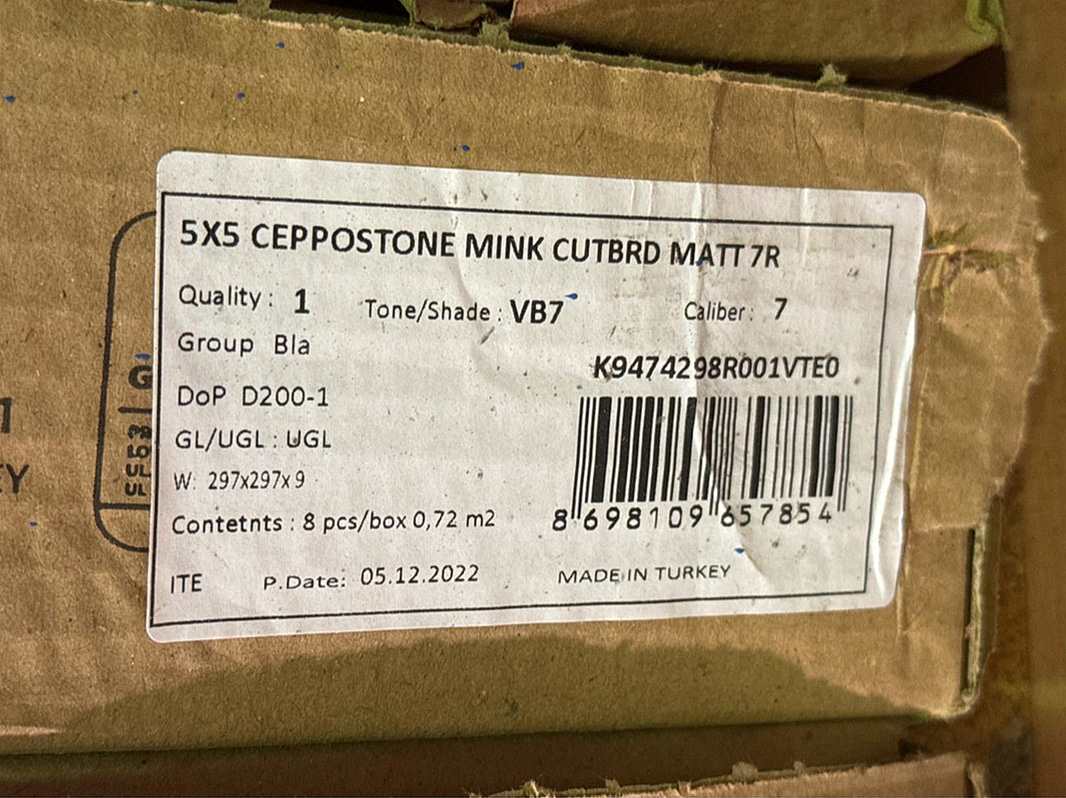 5X5 CEPPOSTONE MINK CUTBRD MATT 7R
Quality : 1 Tone/Shade : VB7 Caliber : 7
Group Bla
K9474298R001VTE0
DoP D200-1
GL/UGL : UGL
W: 297x297x9
Contetnts : 8 pcs/box 0,72 m2
8 698109 657854
ITE P.Date: 05.12.2022 MADE IN TURKEY